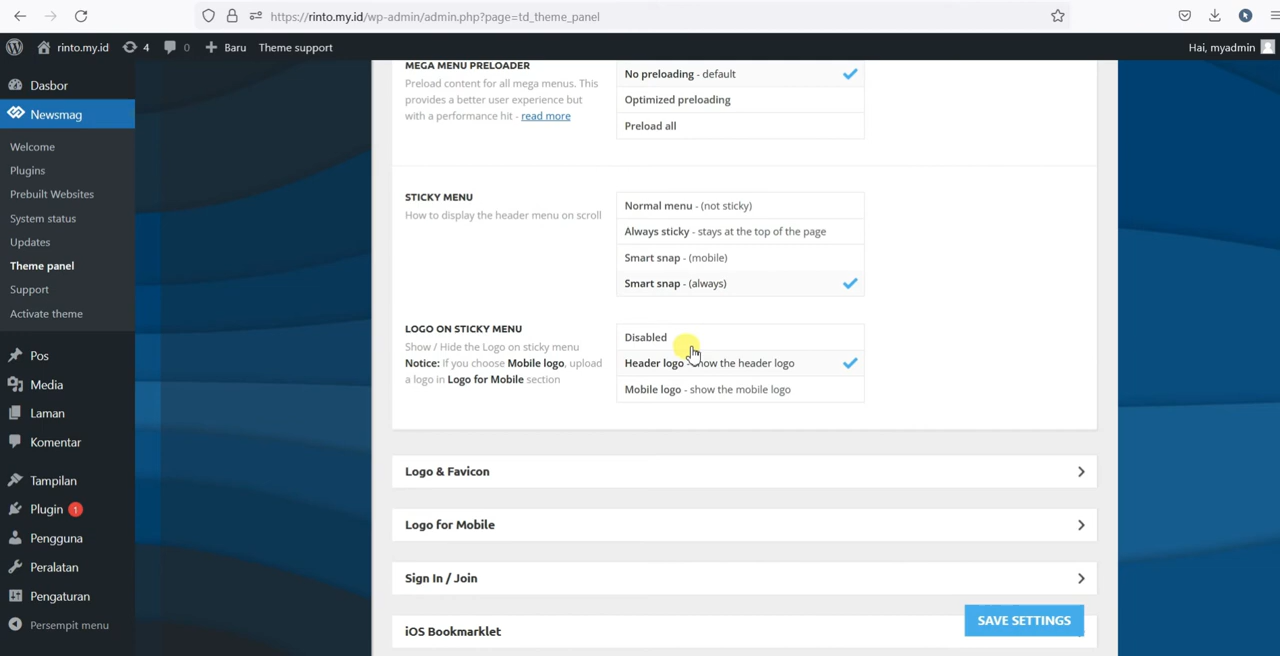 https://rinto.my.id/wp-admin/admin.php?page=td_theme_panel
rinto.my.id 4 0 Baru Theme support Hai, myadmin
Dasbor
Newsmag
Welcome
Plugins
Prebuilt Websites
System status
Updates
Theme panel
Support
Activate theme
Pos
Media
Laman
Komentar
Tampilan
Plugin 1
Pengguna
Peralatan
Pengaturan
Persempit menu
MEGA MENU PRELOADER
Preload content for all mega menus. This
provides a better user experience but
with a performance hit - read more
No preloading - default
Optimized preloading
Preload all
STICKY MENU
How to display the header menu on scroll
Normal menu - (not sticky)
Always sticky - stays at the top of the page
Smart snap - (mobile)
Smart snap - (always)
LOGO ON STICKY MENU
Show / Hide the Logo on sticky menu
Notice: If you choose Mobile logo, upload
a logo in Logo for Mobile section
Disabled
Header logo - show the header logo
Mobile logo - show the mobile logo
Logo & Favicon
Logo for Mobile
Sign In / Join
iOS Bookmarklet
SAVE SETTINGS